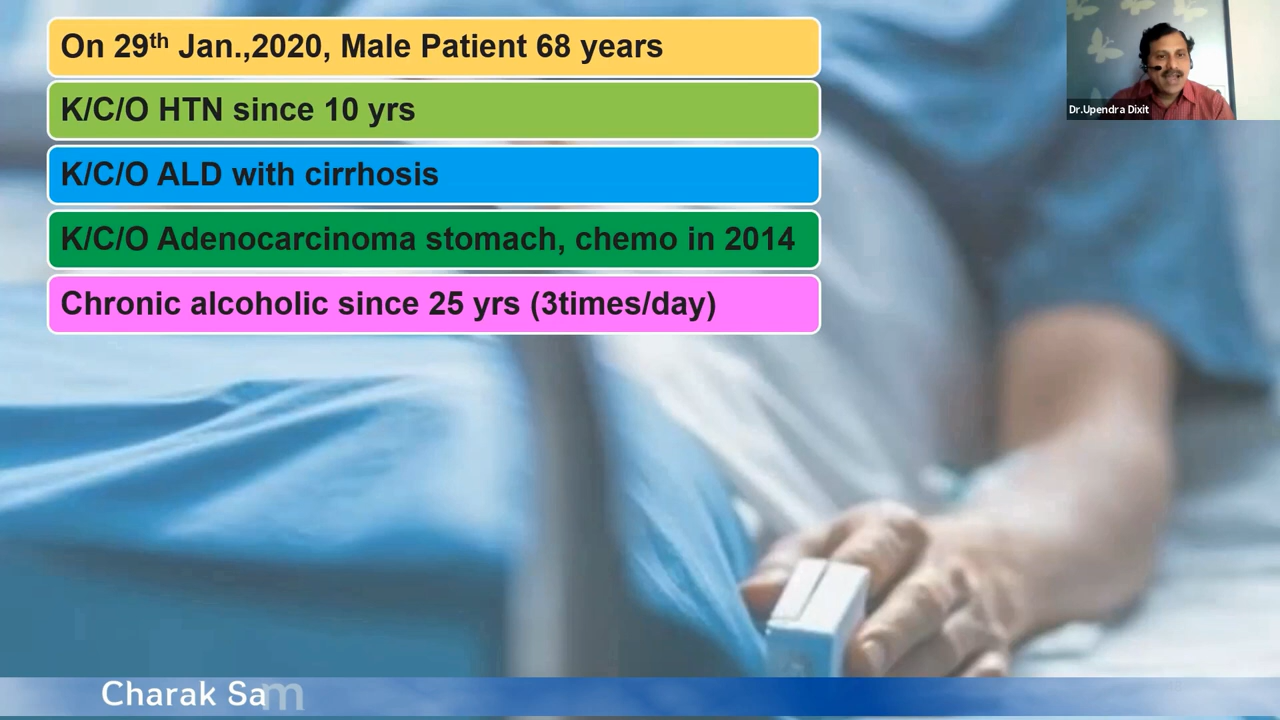 On 29th Jan.,2020, Male Patient 68 years
K/C/O HTN since 10 yrs
K/C/O ALD with cirrhosis
K/C/O Adenocarcinoma stomach, chemo in 2014
Chronic alcoholic since 25 yrs (3times/day)
Dr.Upendra Dixit
Charak Sam